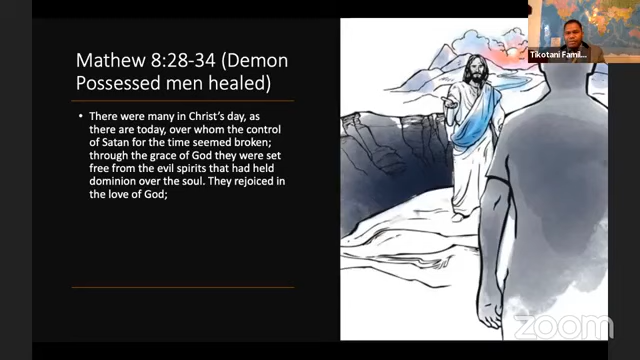 Mathew 8:28-34 (Demon
Possessed men healed)
• There were many in Christ's day, as
there are today, over whom the control
of Satan for the time seemed broken;
through the grace of God they were set
free from the evil spirits that had held
dominion over the soul. They rejoiced in
the love of God;
Tikotani Famil...
zoom